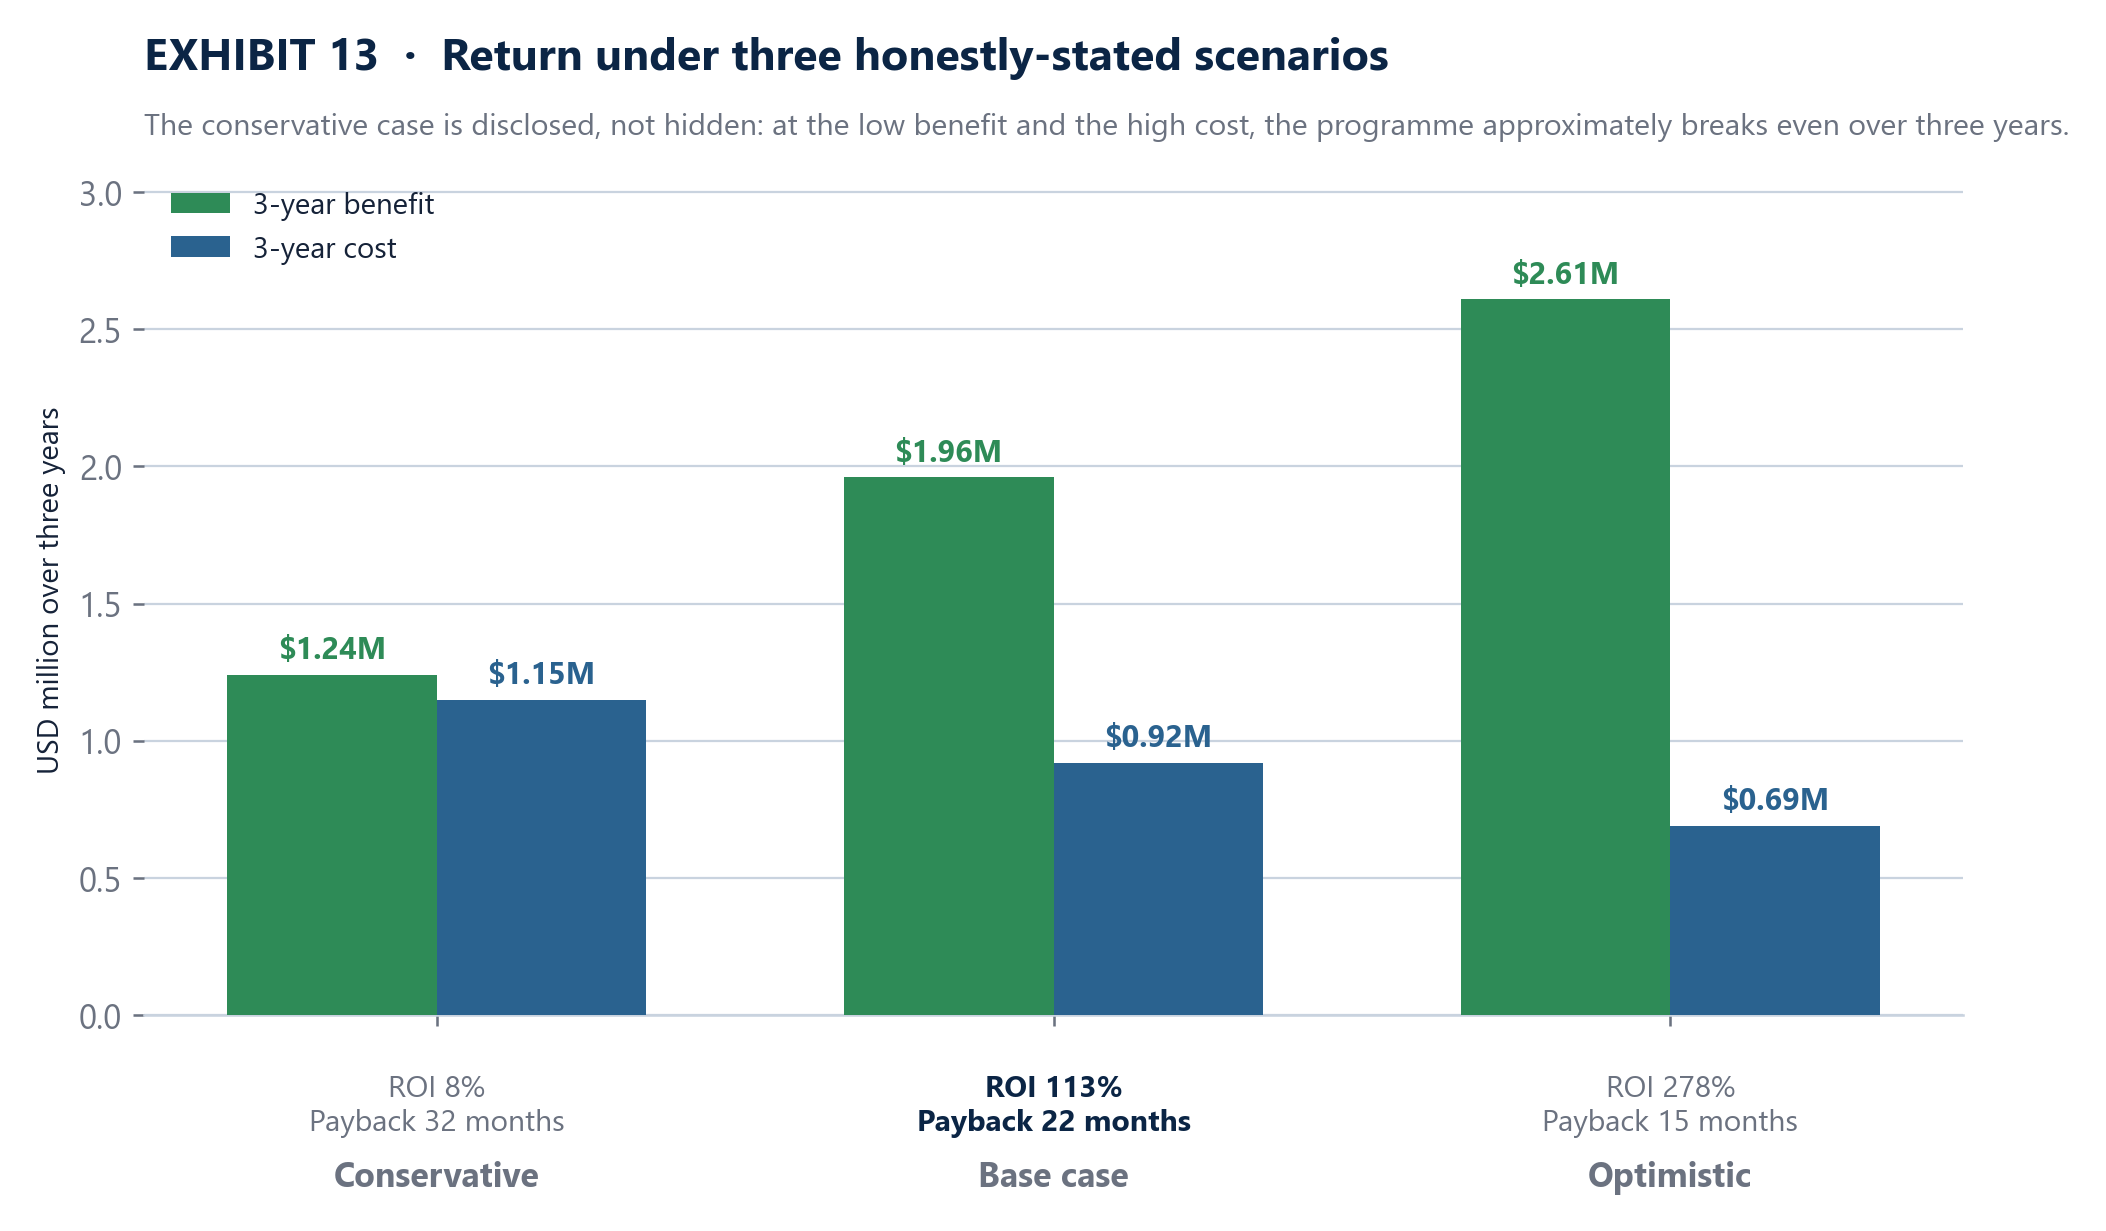 EXHIBIT 13 · Return under three honestly-stated scenarios
The conservative case is disclosed, not hidden: at the low benefit and the high cost, the programme approximately breaks even over three years.
3-year benefit
3-year cost
USD million over three years
3.0
2.5
2.0
1.5
1.0
0.5
0.0
$1.24M
$1.15M
$1.96M
$0.92M
$2.61M
$0.69M
ROI 8%
Payback 32 months
Conservative
ROI 113%
Payback 22 months
Base case
ROI 278%
Payback 15 months
Optimistic